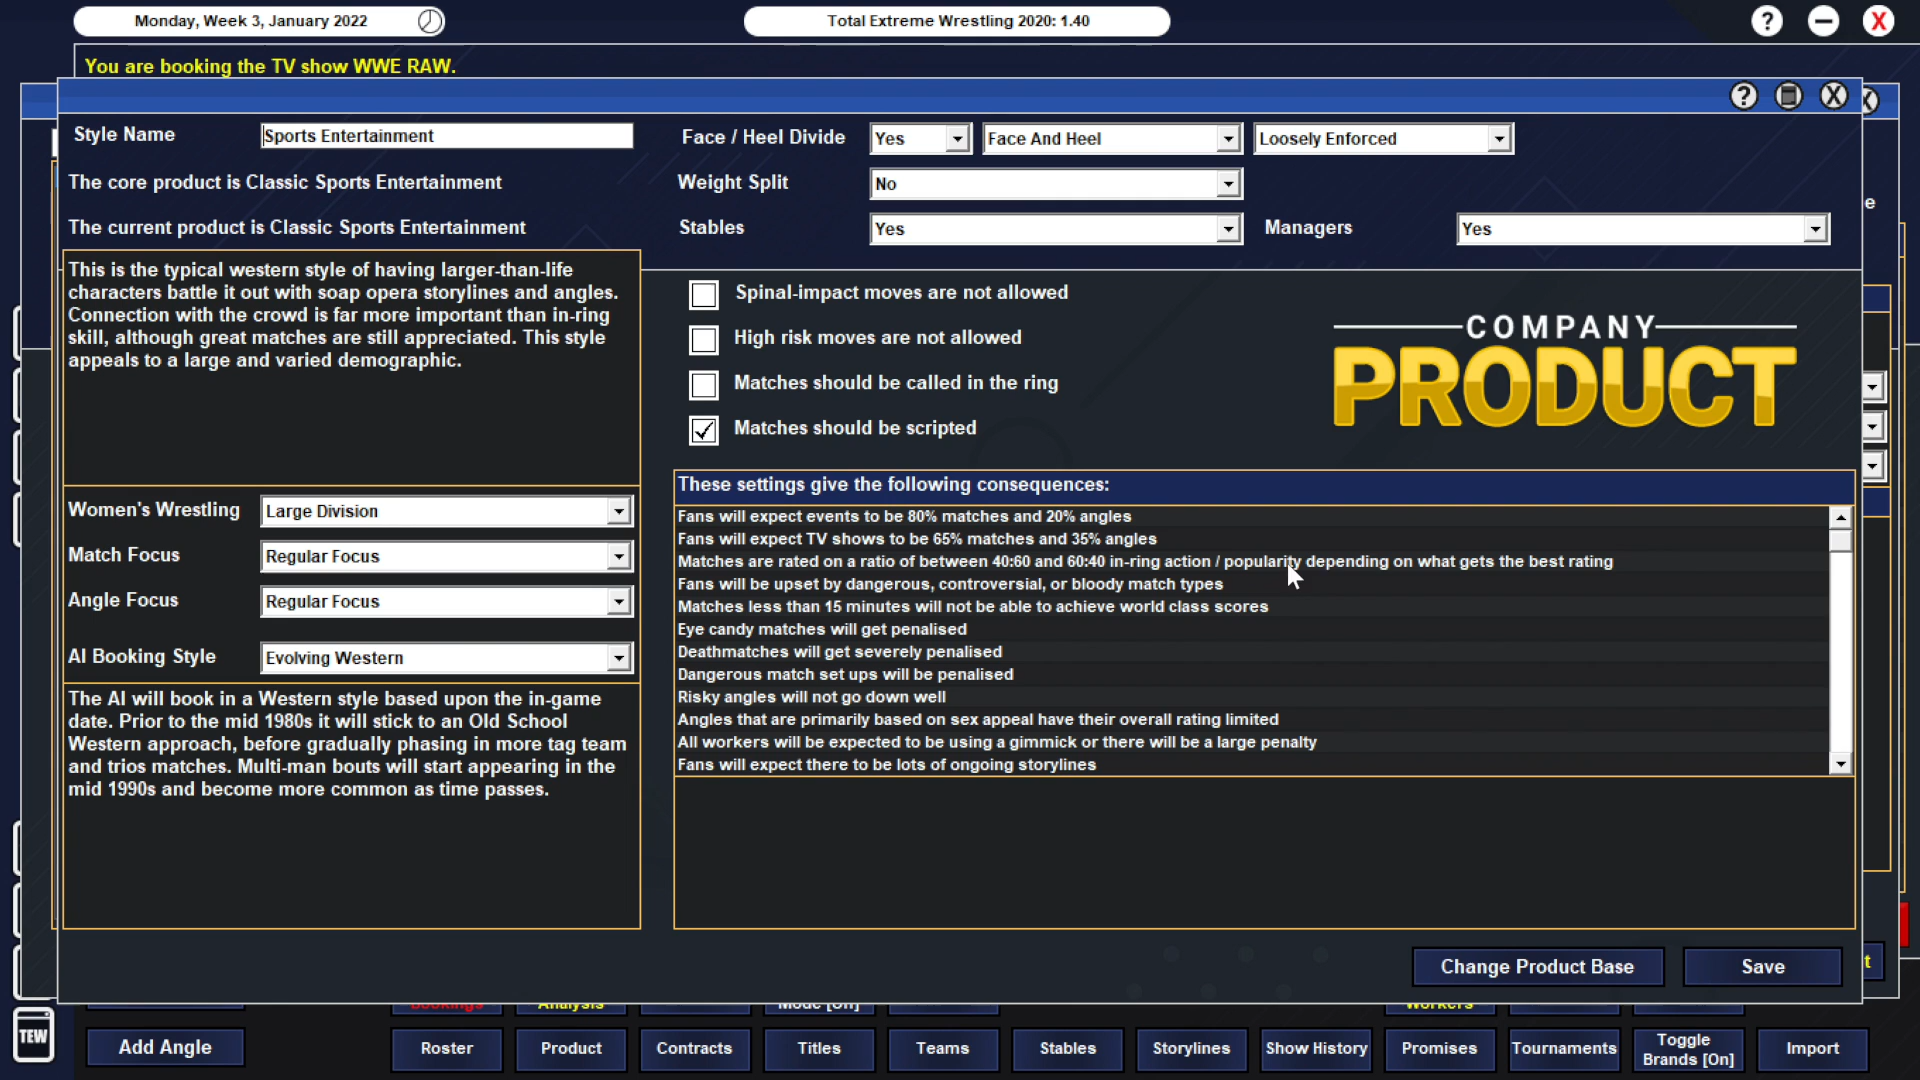 Monday, Week 3, January 2022
Total Extreme Wrestling 2020: 1.40
? X
You are booking the TV show WWE RAW.
? X X
Style Name
Sports Entertainment
Face / Heel Divide
Yes
Face And Heel
Loosely Enforced
The core product is Classic Sports Entertainment
Weight Split
No
e
The current product is Classic Sports Entertainment
Stables
Yes
Managers
Yes
This is the typical western style of having larger-than-life
characters battle it out with soap opera storylines and angles.
Connection with the crowd is far more important than in-ring
skill, although great matches are still appreciated. This style
appeals to a large and varied demographic.
Spinal-impact moves are not allowed
High risk moves are not allowed
Matches should be called in the ring
Matches should be scripted
COMPANY
PRODUCT
Women's Wrestling
Large Division
Match Focus
Regular Focus
Angle Focus
Regular Focus
AI Booking Style
Evolving Western
The AI will book in a Western style based upon the in-game
date. Prior to the mid 1980s it will stick to an Old School
Western approach, before gradually phasing in more tag team
and trios matches. Multi-man bouts will start appearing in the
mid 1990s and become more common as time passes.
These settings give the following consequences:
Fans will expect events to be 80% matches and 20% angles
Fans will expect TV shows to be 65% matches and 35% angles
Matches are rated on a ratio of between 40:60 and 60:40 in-ring action / popularity depending on what gets the best rating
Fans will be upset by dangerous, controversial, or bloody match types
Matches less than 15 minutes will not be able to achieve world class scores
Eye candy matches will get penalised
Deathmatches will get severely penalised
Dangerous match set ups will be penalised
Risky angles will not go down well
Angles that are primarily based on sex appeal have their overall rating limited
All workers will be expected to be using a gimmick or there will be a large penalty
Fans will expect there to be lots of ongoing storylines
Change Product Base
Save
t
Bookings
Analysis
Mode [On]
Workers
TEW
Add Angle
Roster
Product
Contracts
Titles
Teams
Stables
Storylines
Show History
Promises
Tournaments
Toggle
Brands [On]
Import